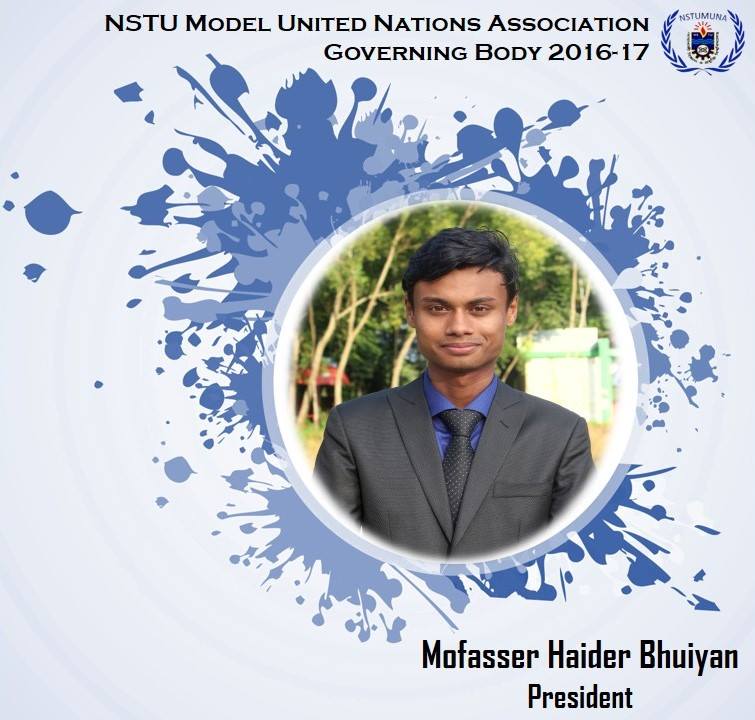 NSTU Model United Nations Association
Governing Body 2016-17
NSTUMUNA
Mofasser Haider Bhuiyan
President